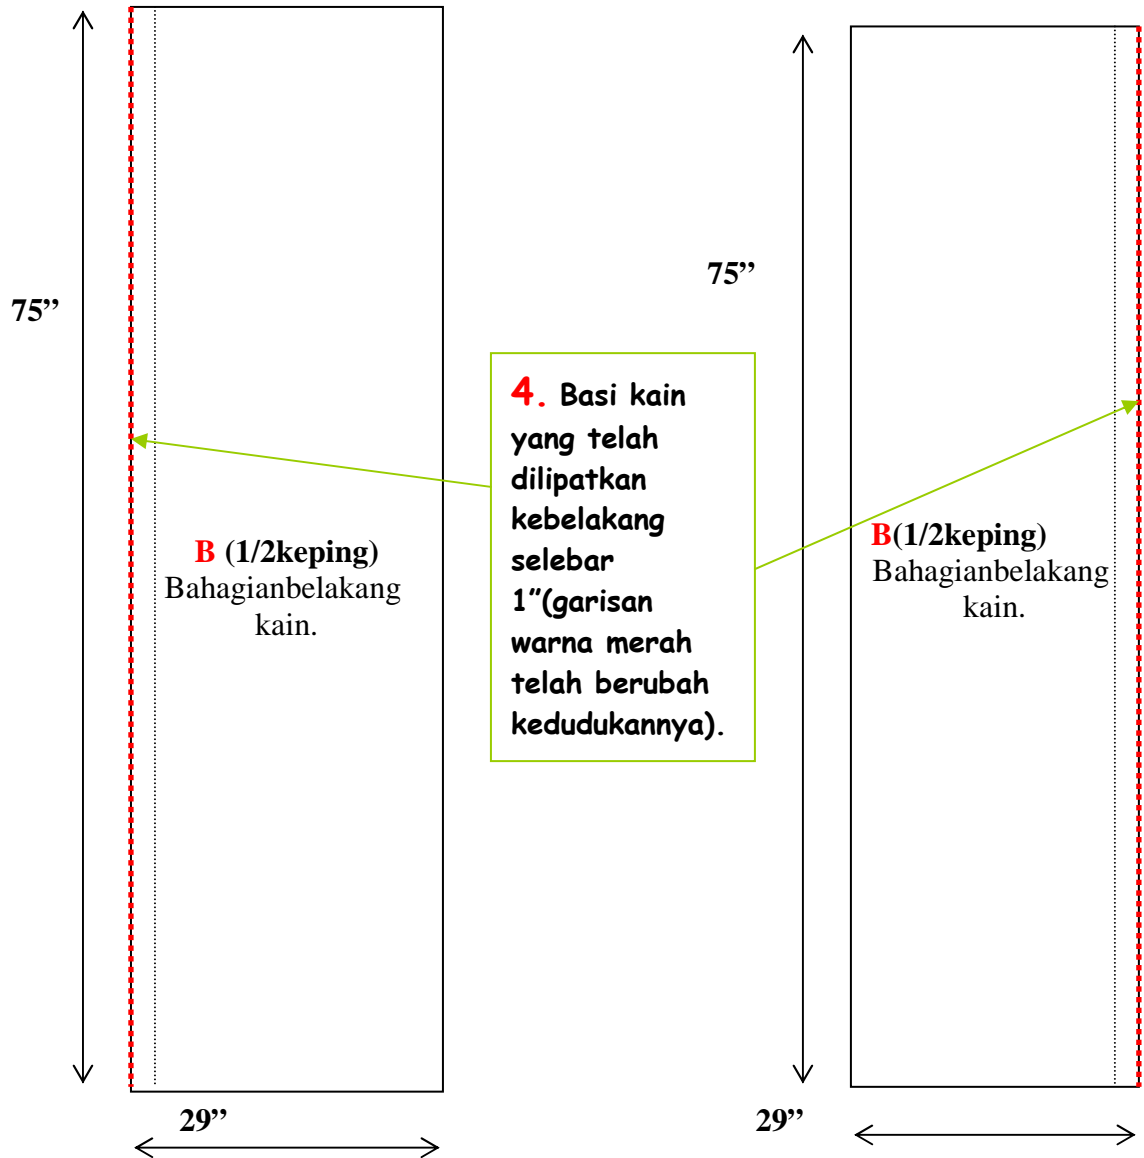 75”
B (1/2keping)
Bahagianbelakang
kain.
29”
4. Basi kain
yang telah
dilipatkan
kebelakang
selebar
1”(garisan
warna merah
telah berubah
kedudukannya).
75”
B(1/2keping)
Bahagianbelakang
kain.
29”